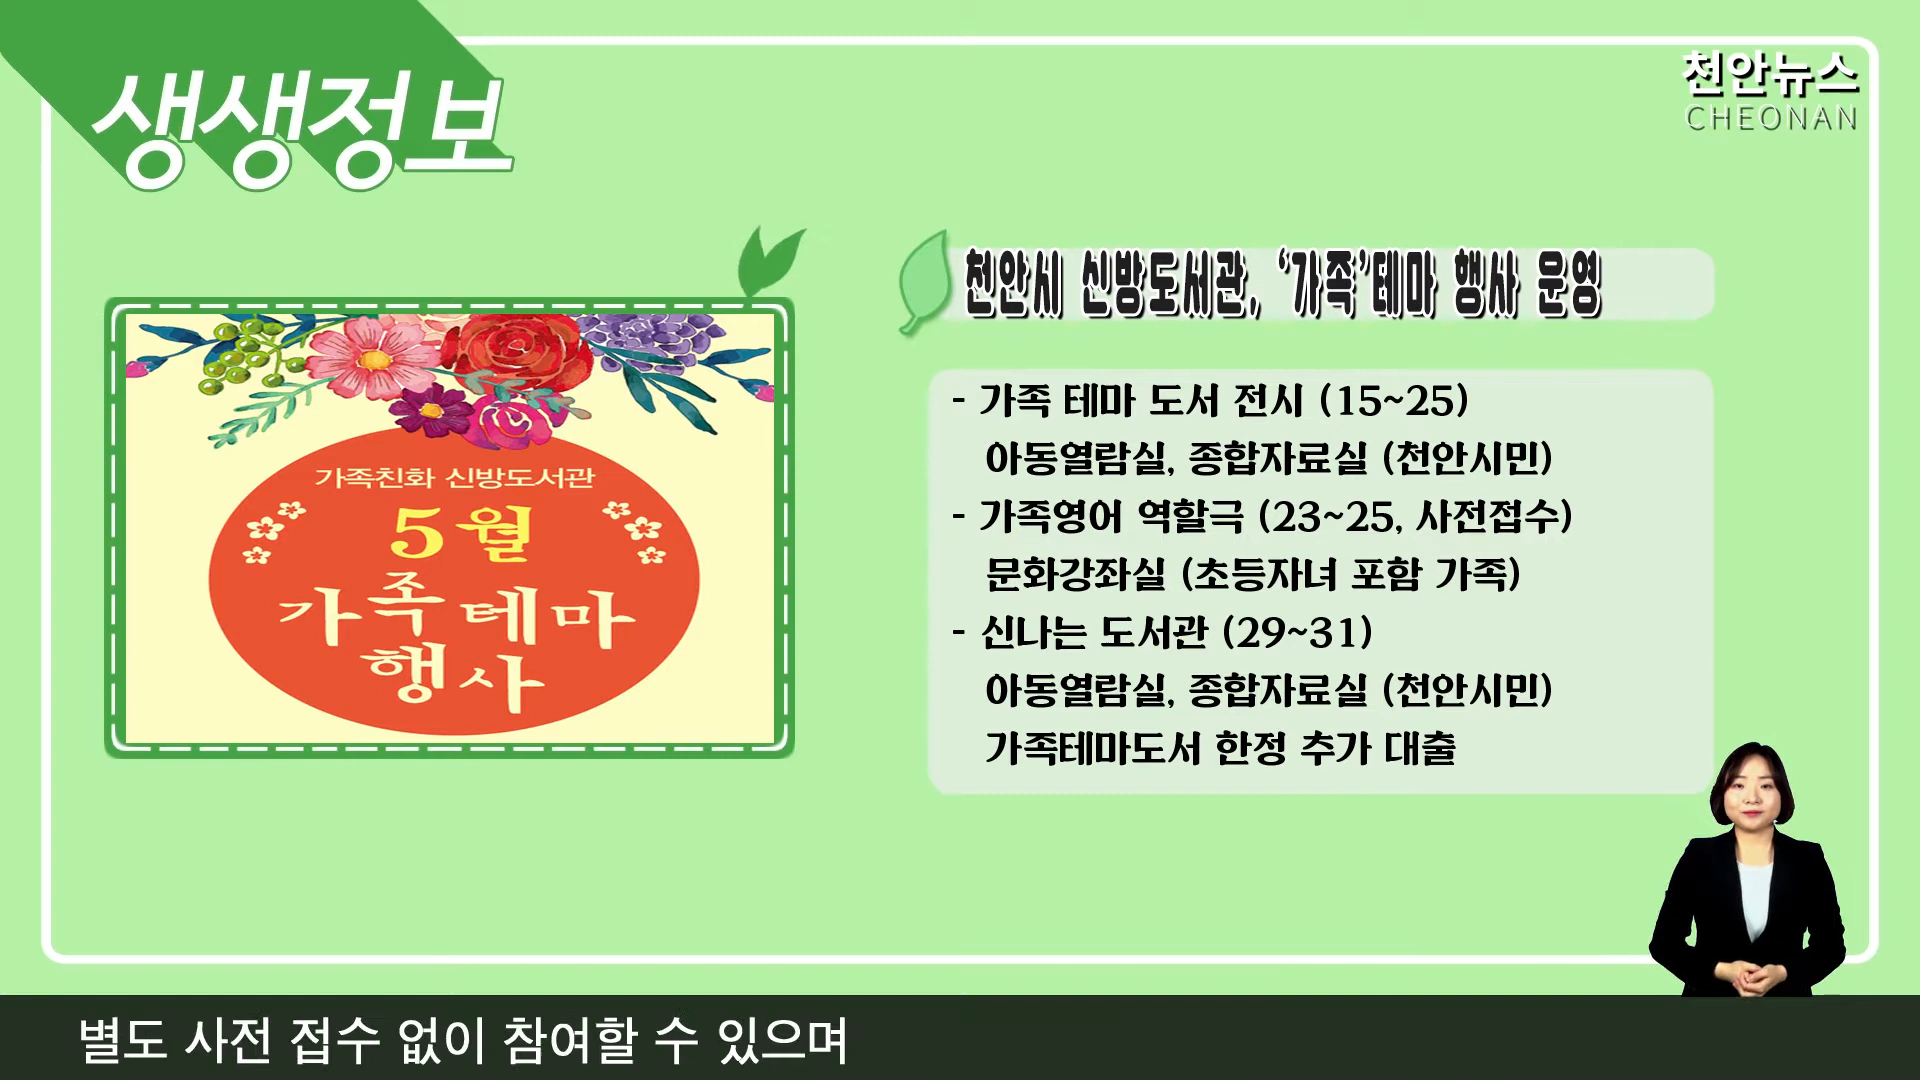 생생정보
천안뉴스
CHEONAN
천안시 신방도서관, ‘가족’테마 행사 운영
가족친화 신방도서관
5월
가족테마
행사
- 가족 테마 도서 전시 (15~25)
아동열람실, 종합자료실 (천안시민)
- 가족영어 역할극 (23~25, 사전접수)
문화강좌실 (초등자녀 포함 가족)
- 신나는 도서관 (29~31)
아동열람실, 종합자료실 (천안시민)
가족테마도서 한정 추가 대출
별도 사전 접수 없이 참여할 수 있으며